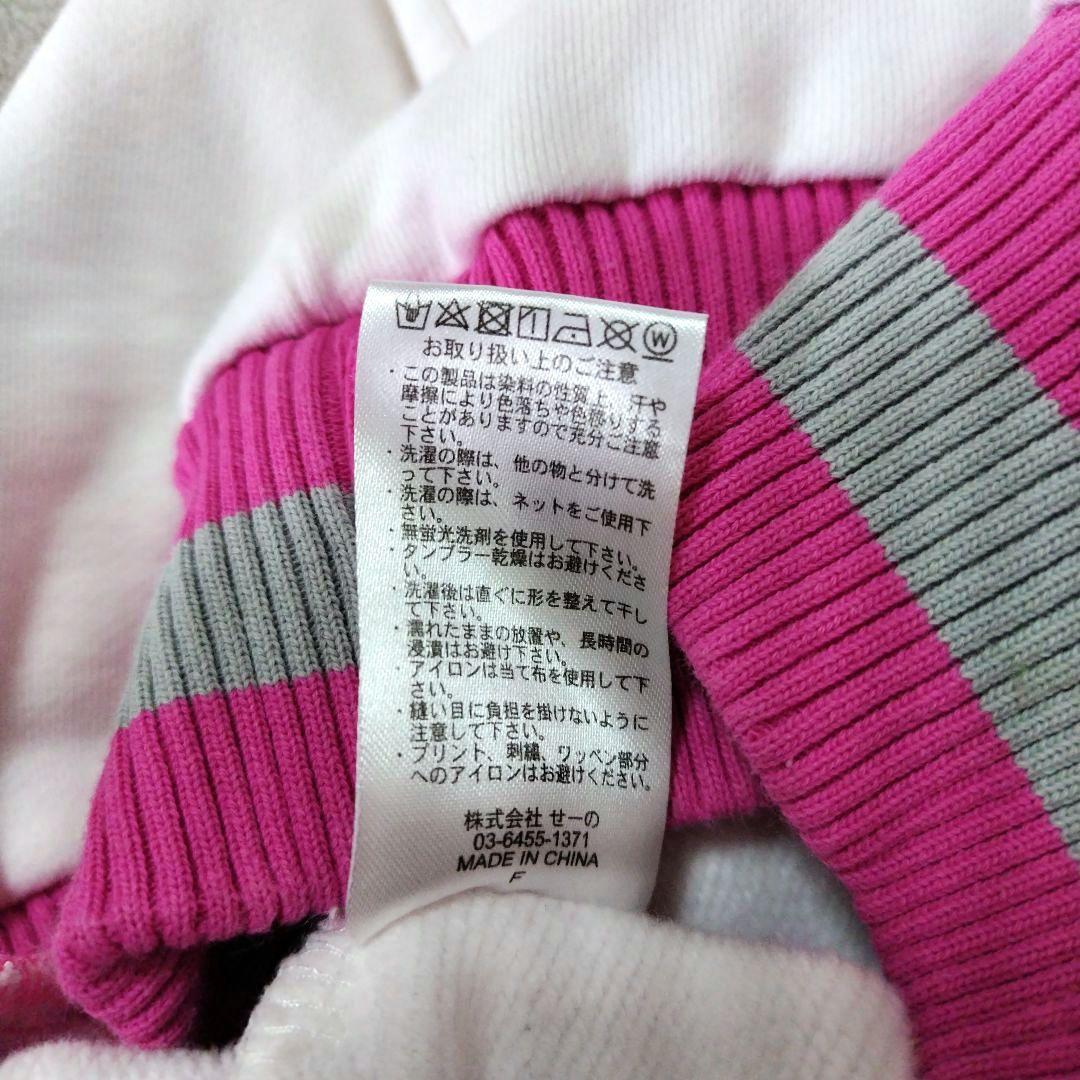 W
お取り扱い上のご注意
・この製品は染料の性質上、汗や
摩擦により色落ちや色移りする
ことがありますので充分ご注意
下さい。
・洗濯の際は、他の物と分けて洗
って下さい。
・洗濯の際は、ネットをご使用下
さい。
・無蛍光洗剤を使用して下さい。
・タンブラー乾燥はお避けくださ
い。
・洗濯後は直ぐに形を整えて干し
て下さい。
・濡れたままの放置や、長時間の
浸漬はお避け下さい。
・アイロンは当て布を使用して下
さい。
・縫い目に負担を掛けないように
注意して下さい。
・プリント、刺繍、ワッペン部分
へのアイロンはお避けください。
株式会社 せーの
03-6455-1371
MADE IN CHINA
F